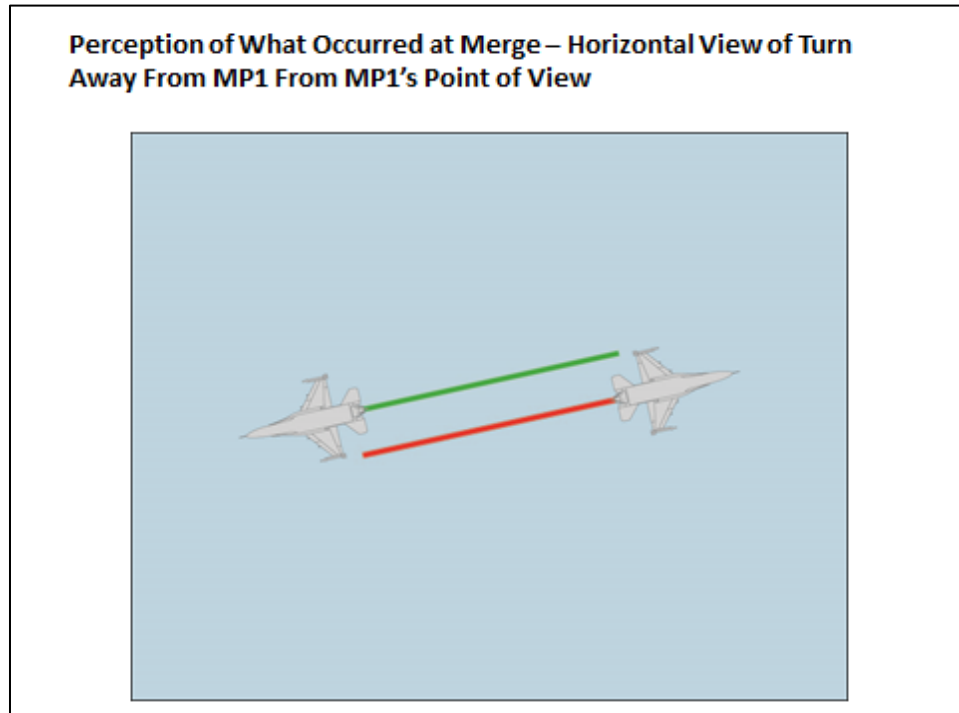 Perception of What Occurred at Merge – Horizontal View of Turn
Away From MP1 From MP1’s Point of View